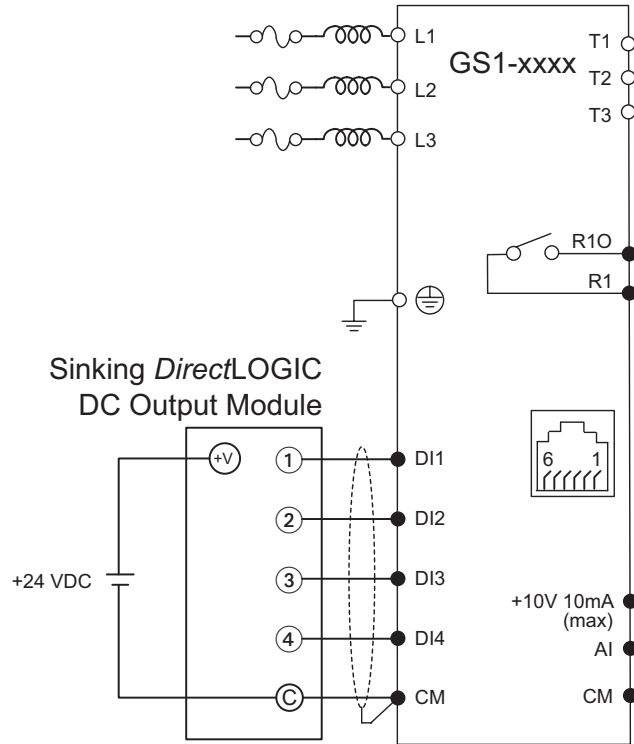 L1
GS1-xxxx
T1
L2
T2
L3
T3
R1O
R1
Sinking DirectLOGIC
DC Output Module
+V
1
DI1
6 1
2
DI2
+24 VDC
3
DI3
+10V 10mA
(max)
4
DI4
AI
C
CM
CM